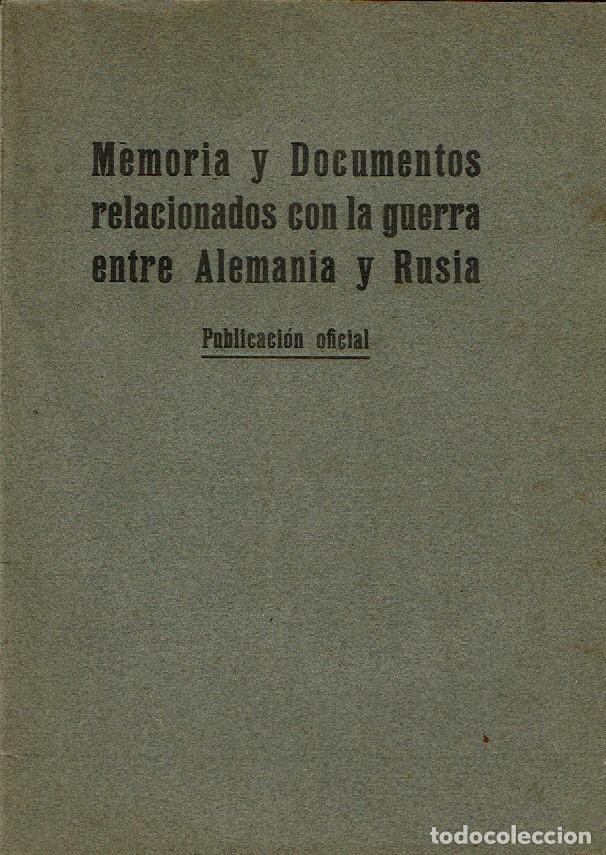 Memoria y Documentos
relacionados con la guerra
entre Alemania y Rusia
Publicación oficial
todocoleccion